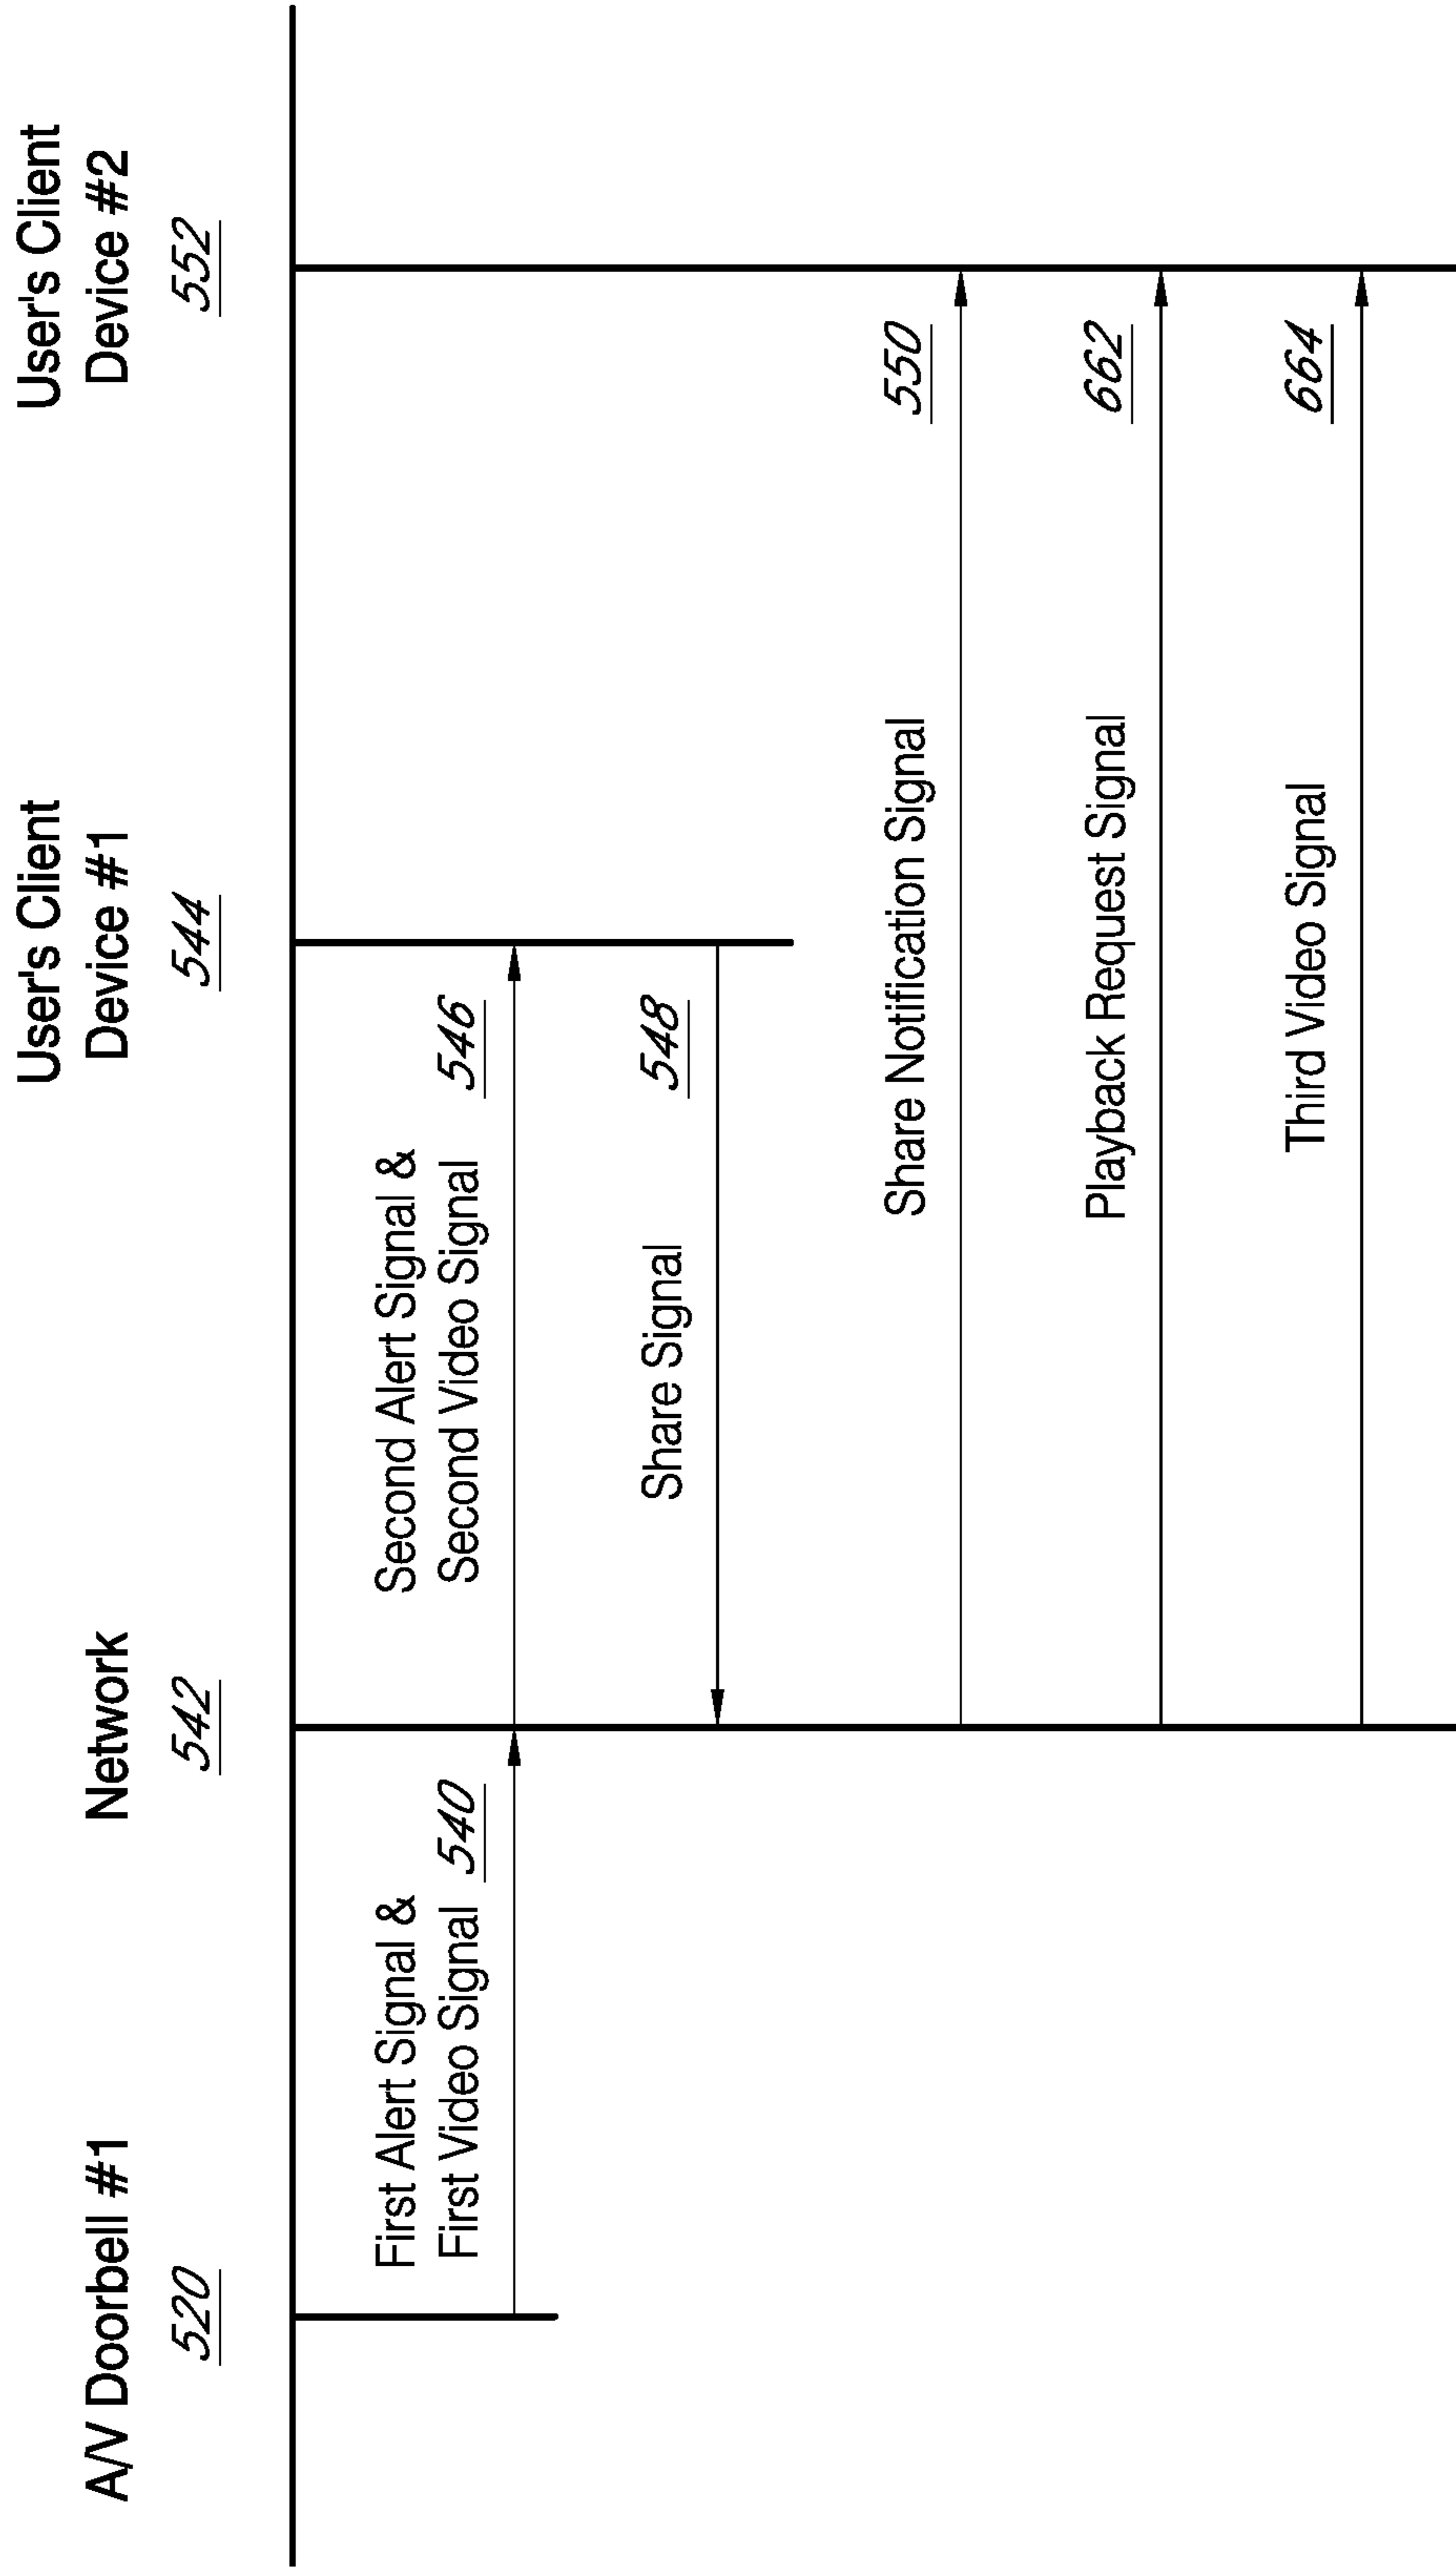 A/V Doorbell #1
520
Network
542
User's Client
Device #1
544
User's Client
Device #2
552
First Alert Signal &
First Video Signal 540
Second Alert Signal &
Second Video Signal 546
Share Signal 548
Share Notification Signal 550
Playback Request Signal 662
Third Video Signal 664